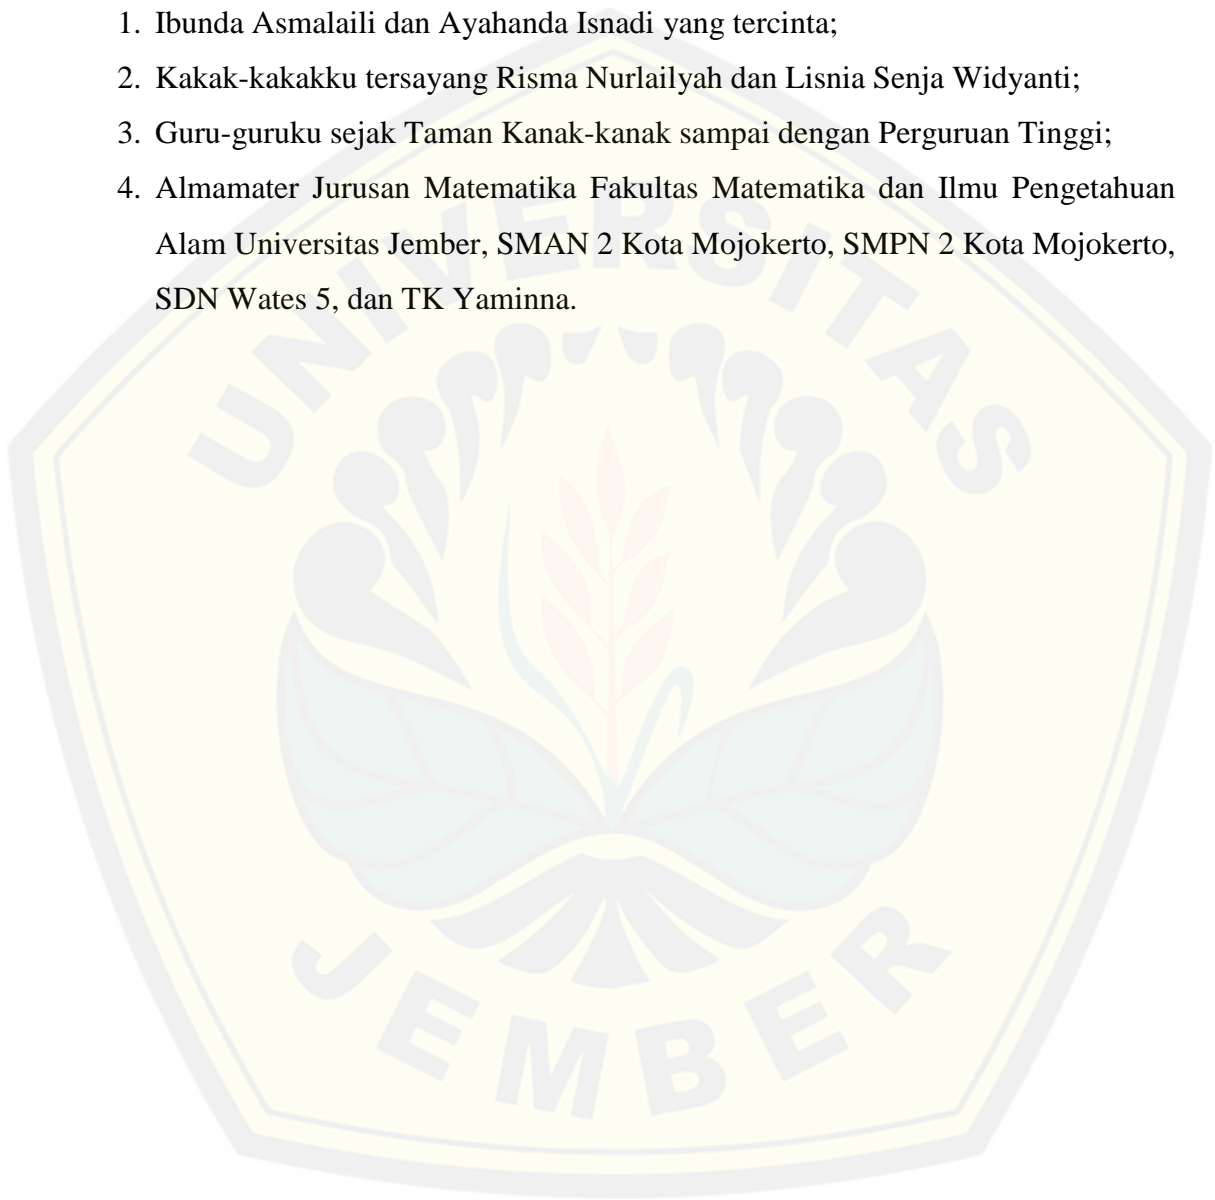 1. Ibunda Asmalaili dan Ayahanda Isnadi yang tercinta;
2. Kakak-kakakku tersayang Risma Nurlailyah dan Lisnia Senja Widyanti;
3. Guru-guruku sejak Taman Kanak-kanak sampai dengan Perguruan Tinggi;
4. Almamater Jurusan Matematika Fakultas Matematika dan Ilmu Pengetahuan
Alam Universitas Jember, SMAN 2 Kota Mojokerto, SMPN 2 Kota Mojokerto,
SDN Wates 5, dan TK Yaminna.
UNIVERSITAS
JEMBER